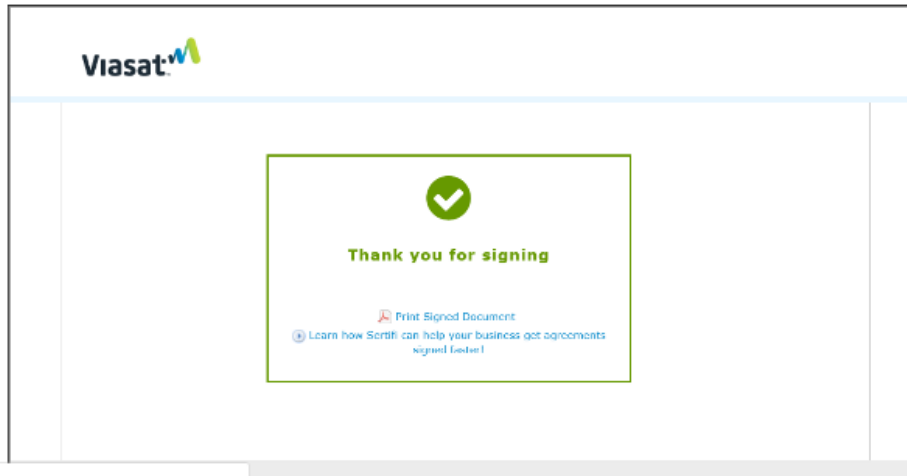 Viasat
Thank you for signing
Print Signed Document
Learn how Sertifi can help your business get agreements
signed faster!